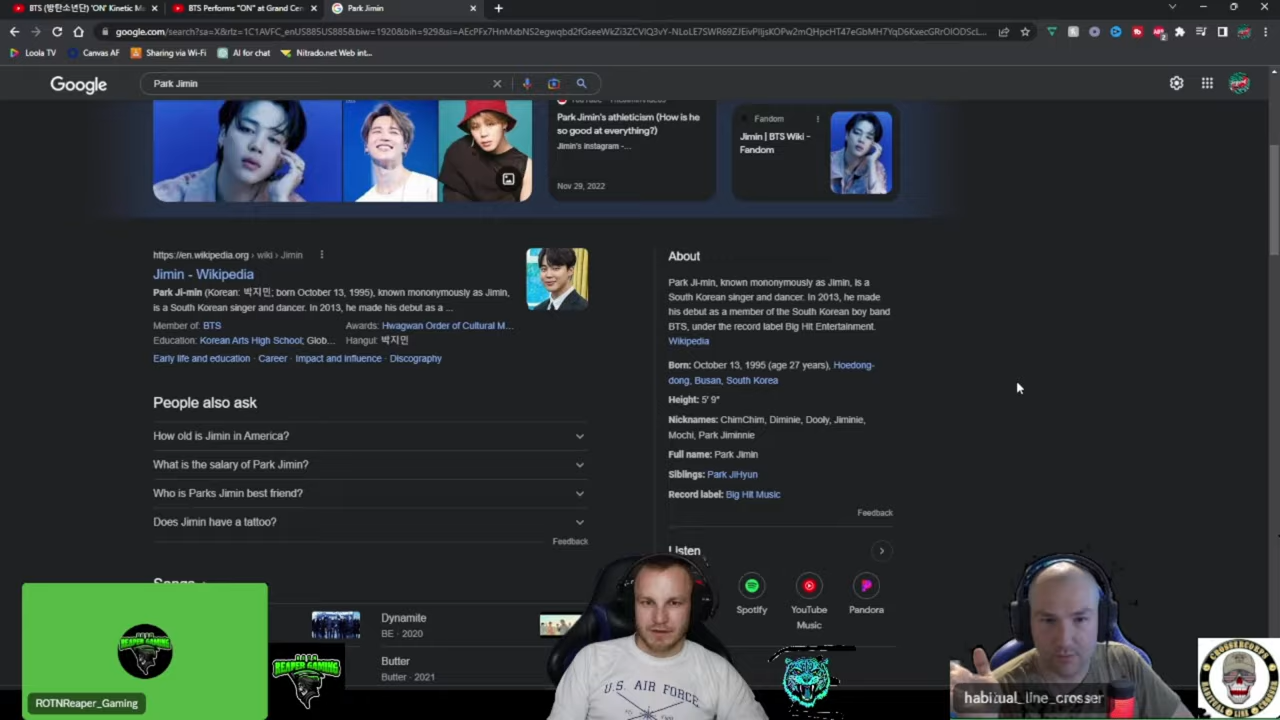 BTS (방탄소년단) 'ON' Kinetic M
BTS Performs "ON" at Grand Cen
Park Jimin
Loola TV
Canvas AF
Sharing via Wi-Fi
AI for chat
Nitrado.net Web int...
Google
Park Jimin
Park Jimin's athleticism (How is he
so good at everything?)
Jimin's instagram -...
Nov 29, 2022
Fandom
Jimin | BTS Wiki -
Fandom
https://en.wikipedia.org › wiki › Jimin
Jimin - Wikipedia
Park Ji-min (Korean: 박지민; born October 13, 1995), known mononymously as Jimin,
is a South Korean singer and dancer. In 2013, he made his debut as a ...
Member of: BTS
Awards: Hwagwan Order of Cultural M...
Education: Korean Arts High School; Glob...
Hangul: 박지민
Early life and education · Career · Impact and influence · Discography
People also ask
How old is Jimin in America?
What is the salary of Park Jimin?
Who is Parks Jimin best friend?
Does Jimin have a tattoo?
Feedback
Dynamite
BE · 2020
Butter
Butter · 2021
About
Park Ji-min, known mononymously as Jimin, is a
South Korean singer and dancer. In 2013, he made
his debut as a member of the South Korean boy band
BTS, under the record label Big Hit Entertainment.
Wikipedia
Born: October 13, 1995 (age 27 years), Hoedong-
dong, Busan, South Korea
Height: 5′ 9″
Nicknames: ChimChim, Diminie, Dooly, Jiminie,
Mochi, Park Jiminnie
Full name: Park Jimin
Siblings: Park JiHyun
Record label: Big Hit Music
Feedback
Listen
Spotify
YouTube
Music
Pandora
REAPER GAMING
ROTNReaper_Gaming
REAPER GAMING
U.S. AIR FORCE
habitual_line_crosser
CROSSERCORPS
HABITUAL LINE CROSSER